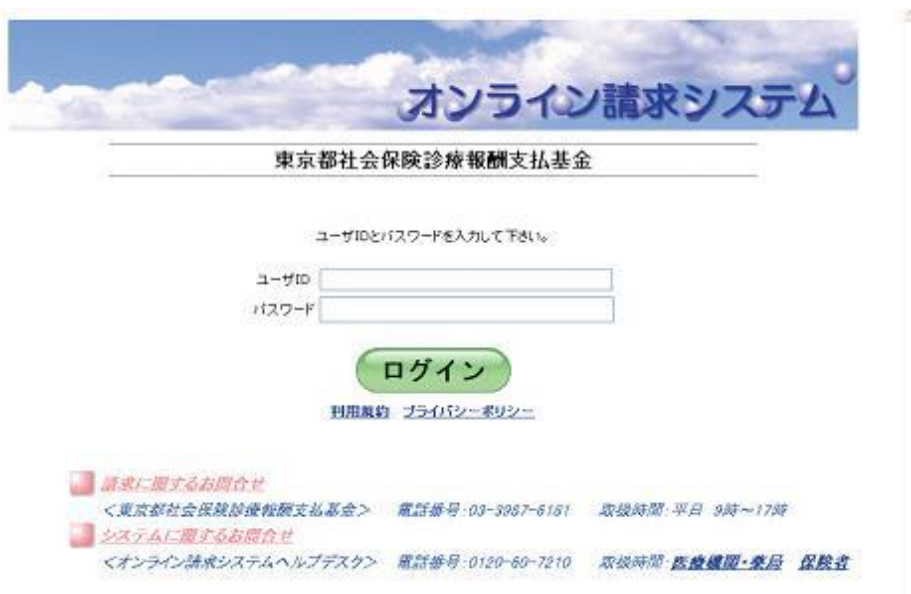 オンライン請求システム
東京都社会保険診療報酬支払基金
ユーザIDとパスワードを入力して下さい。
ユーザID
パスワード
ログイン
利用規約 プライバシーポリシー
請求に関するお問合せ
<東京都社会保険診療報酬支払基金> 電話番号:03-3987-6181 取扱時間:平日 9時~17時
システムに関するお問合せ
<オンライン請求システムヘルプデスク> 電話番号:0120-60-7210 取扱時間:医療機関・薬局 保険者